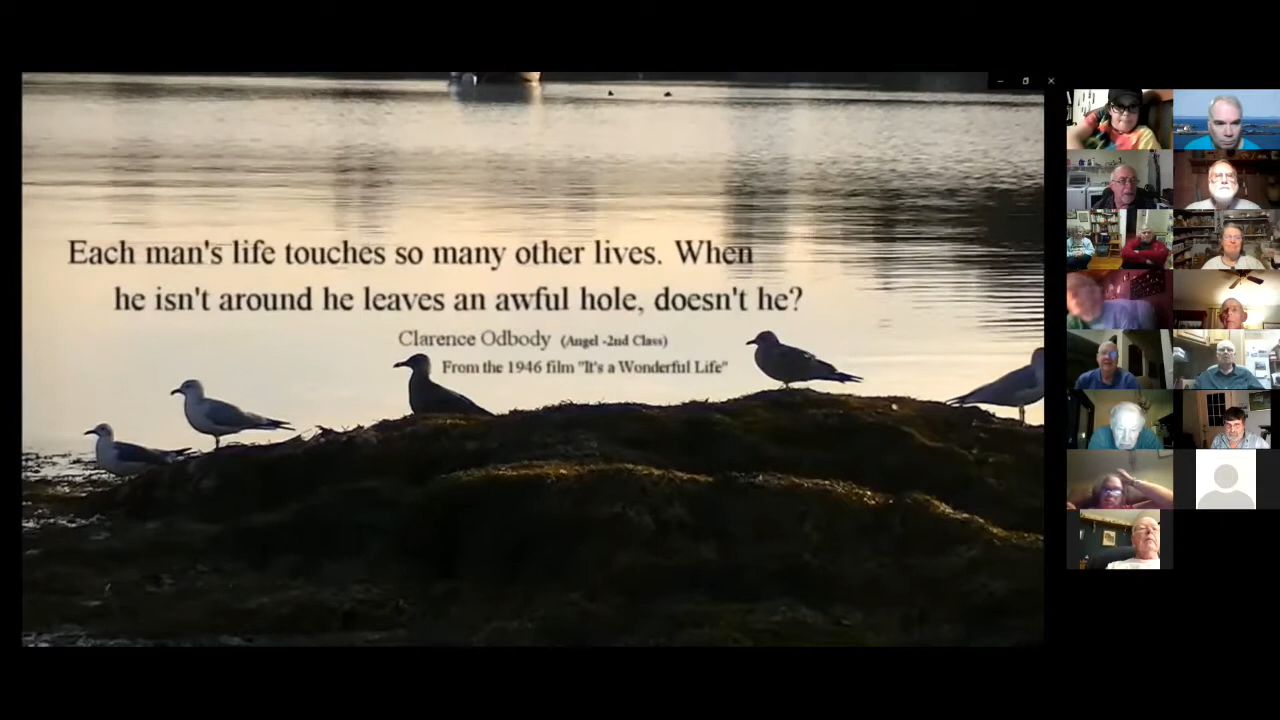 Each man's life touches so many other lives. When
he isn't around he leaves an awful hole, doesn't he?
Clarence Odbody (Angel -2nd Class)
From the 1946 film "It's a Wonderful Life"